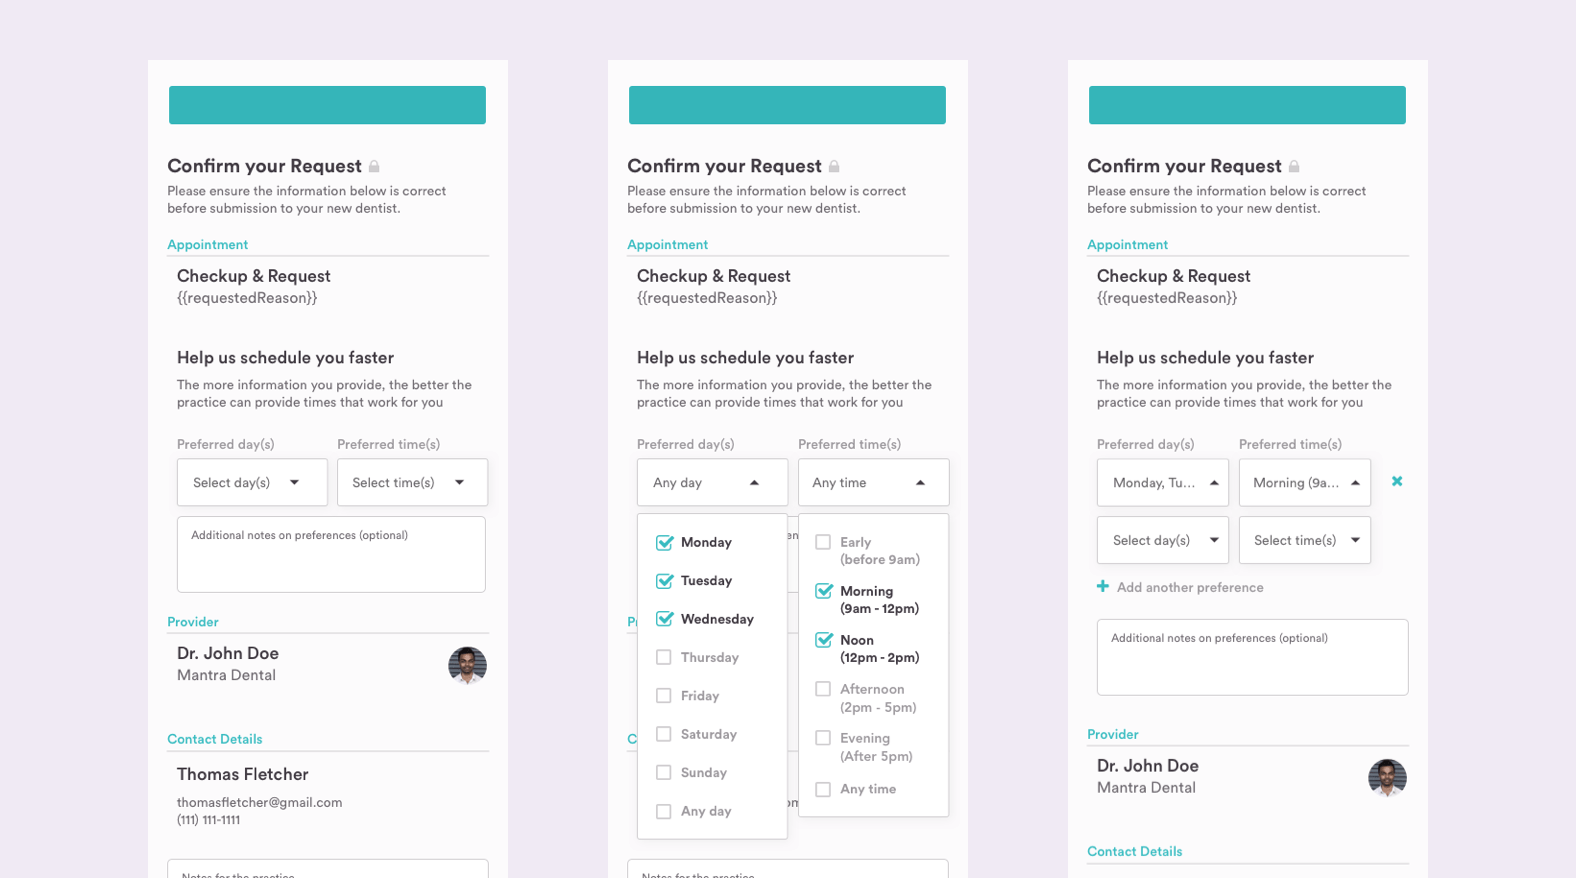 Confirm your Request
Please ensure the information below is correct
before submission to your new dentist.
Appointment
Checkup & Request
{{requestedReason}}
Help us schedule you faster
The more information you provide, the better the
practice can provide times that work for you
Preferred day(s) Preferred time(s)
Select day(s) Select time(s)
Additional notes on preferences (optional)
Provider
Dr. John Doe
Mantra Dental
Contact Details
Thomas Fletcher
thomasfletcher@gmail.com
(111) 111-1111
Notes for the practice
Confirm your Request
Please ensure the information below is correct
before submission to your new dentist.
Appointment
Checkup & Request
{{requestedReason}}
Help us schedule you faster
The more information you provide, the better the
practice can provide times that work for you
Preferred day(s) Preferred time(s)
Any day Any time
Monday
Tuesday
Wednesday
Thursday
Friday
Saturday
Sunday
Any day
Early
(before 9am)
Morning
(9am - 12pm)
Noon
(12pm - 2pm)
Afternoon
(2pm - 5pm)
Evening
(After 5pm)
Any time
Notes for the practice
Confirm your Request
Please ensure the information below is correct
before submission to your new dentist.
Appointment
Checkup & Request
{{requestedReason}}
Help us schedule you faster
The more information you provide, the better the
practice can provide times that work for you
Preferred day(s) Preferred time(s)
Monday, Tu... Morning (9a...
Select day(s) Select time(s)
Add another preference
Additional notes on preferences (optional)
Provider
Dr. John Doe
Mantra Dental
Contact Details